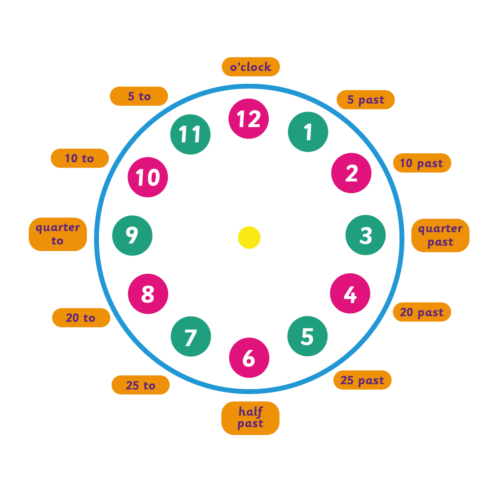 o'clock
5 to
5 past
12
11
1
10 to
10 past
10
2
quarter
to
9
3
quarter
past
8
4
20 to
20 past
7
5
6
25 to
25 past
half
past